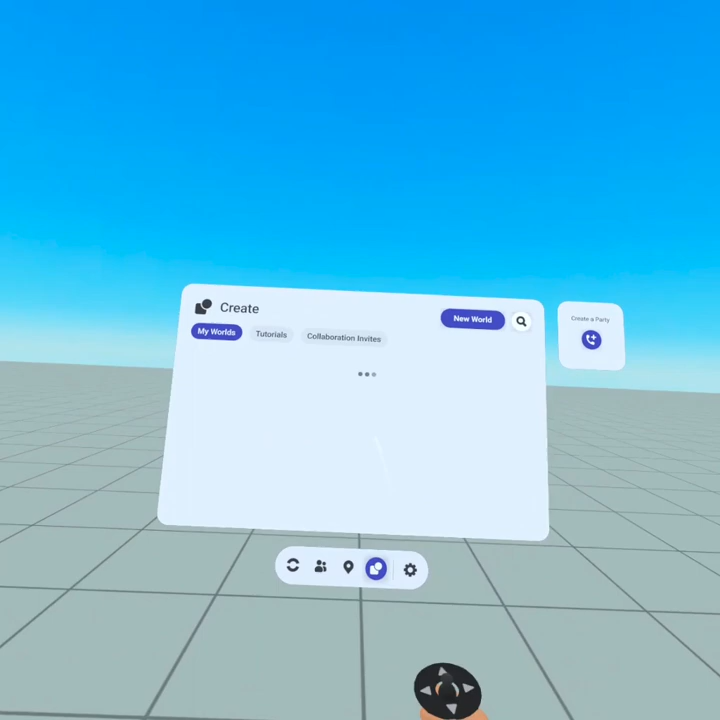 Create
New World
Create a Party
My Worlds
Tutorials
Collaboration Invites